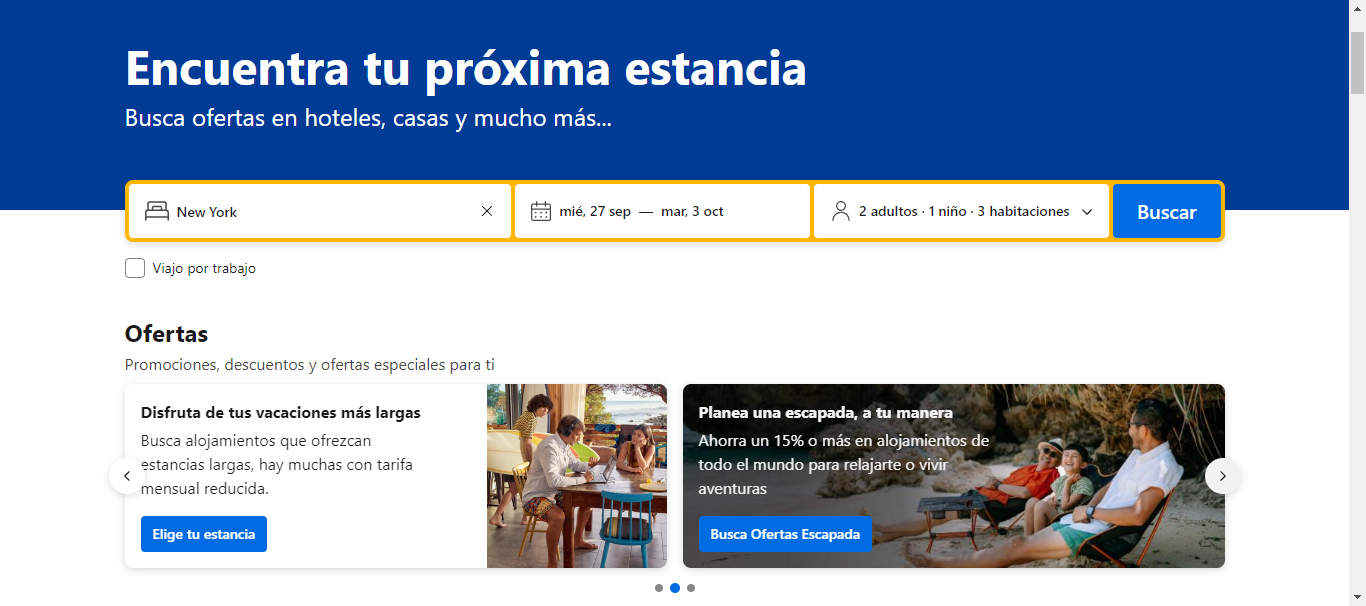 Encuentra tu próxima estancia
Busca ofertas en hoteles, casas y mucho más...
New York
mié, 27 sep — mar, 3 oct
2 adultos · 1 niño · 3 habitaciones
Buscar
Viajo por trabajo
Ofertas
Promociones, descuentos y ofertas especiales para ti
Disfruta de tus vacaciones más largas
Busca alojamientos que ofrezcan
estancias largas, hay muchas con tarifa
mensual reducida.
Elige tu estancia
Planea una escapada, a tu manera
Ahorra un 15% o más en alojamientos de
todo el mundo para relajarte o vivir
aventuras
Busca Ofertas Escapada